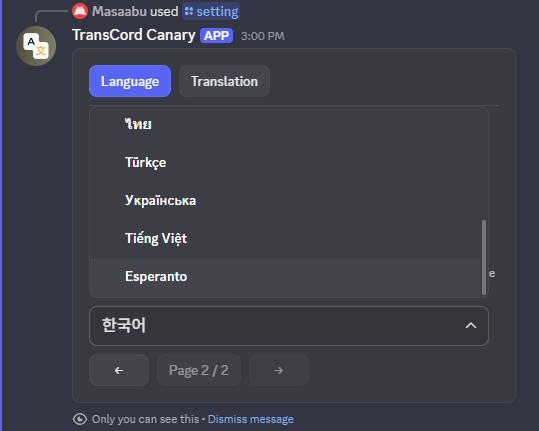 Masaabu used setting
TransCord Canary APP 3:00 PM
Language Translation
ไทย
Türkçe
Українська
Tiếng Việt
Esperanto
e
한국어
← Page 2 / 2 →
Only you can see this • Dismiss message
A 文